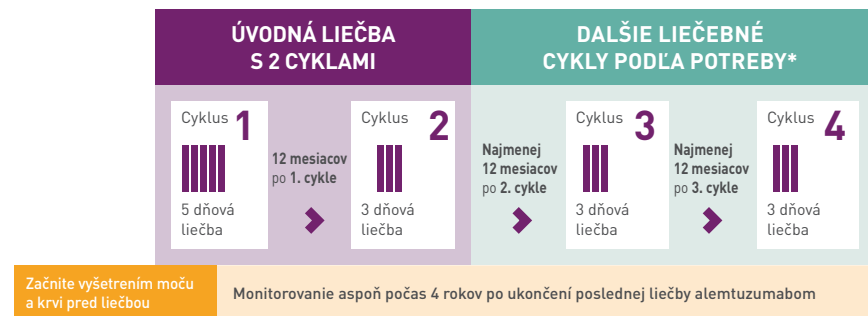 ÚVODNÁ LIEČBA
S 2 CYKLAMI
DALŠIE LIEČEBNÉ
CYKLY PODĽA POTREBY*
Cyklus 1
5 dňová
liečba
12 mesiacov
po 1. cykle
Cyklus 2
3 dňová
liečba
Najmenej
12 mesiacov
po 2. cykle
Cyklus 3
3 dňová
liečba
Najmenej
12 mesiacov
po 3. cykle
Cyklus 4
3 dňová
liečba
Začnite vyšetrením moču
a krvi pred liečbou
Monitorovanie aspoň počas 4 rokov po ukončení poslednej liečby alemtuzumabom